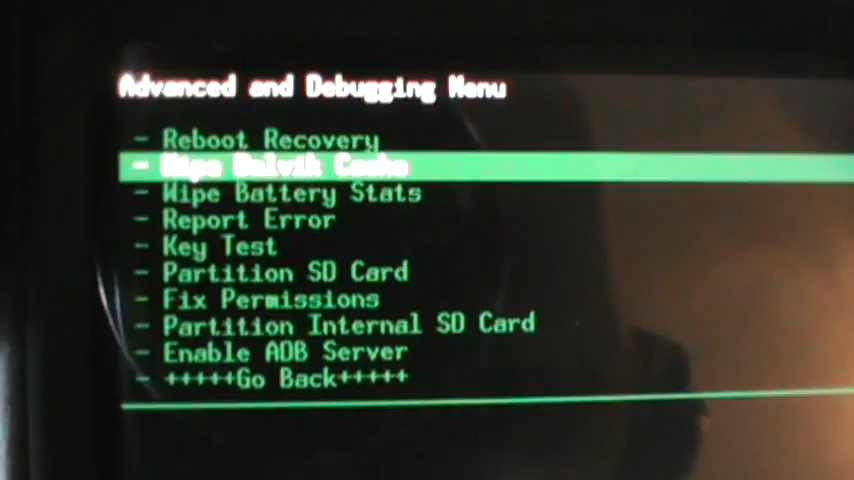 Advanced and Debugging Menu
- Reboot Recovery
- Wipe Dalvik Cache
- Wipe Battery Stats
- Report Error
- Key Test
- Partition SD Card
- Fix Permissions
- Partition Internal SD Card
- Enable ADB Server
- +++++Go Back+++++